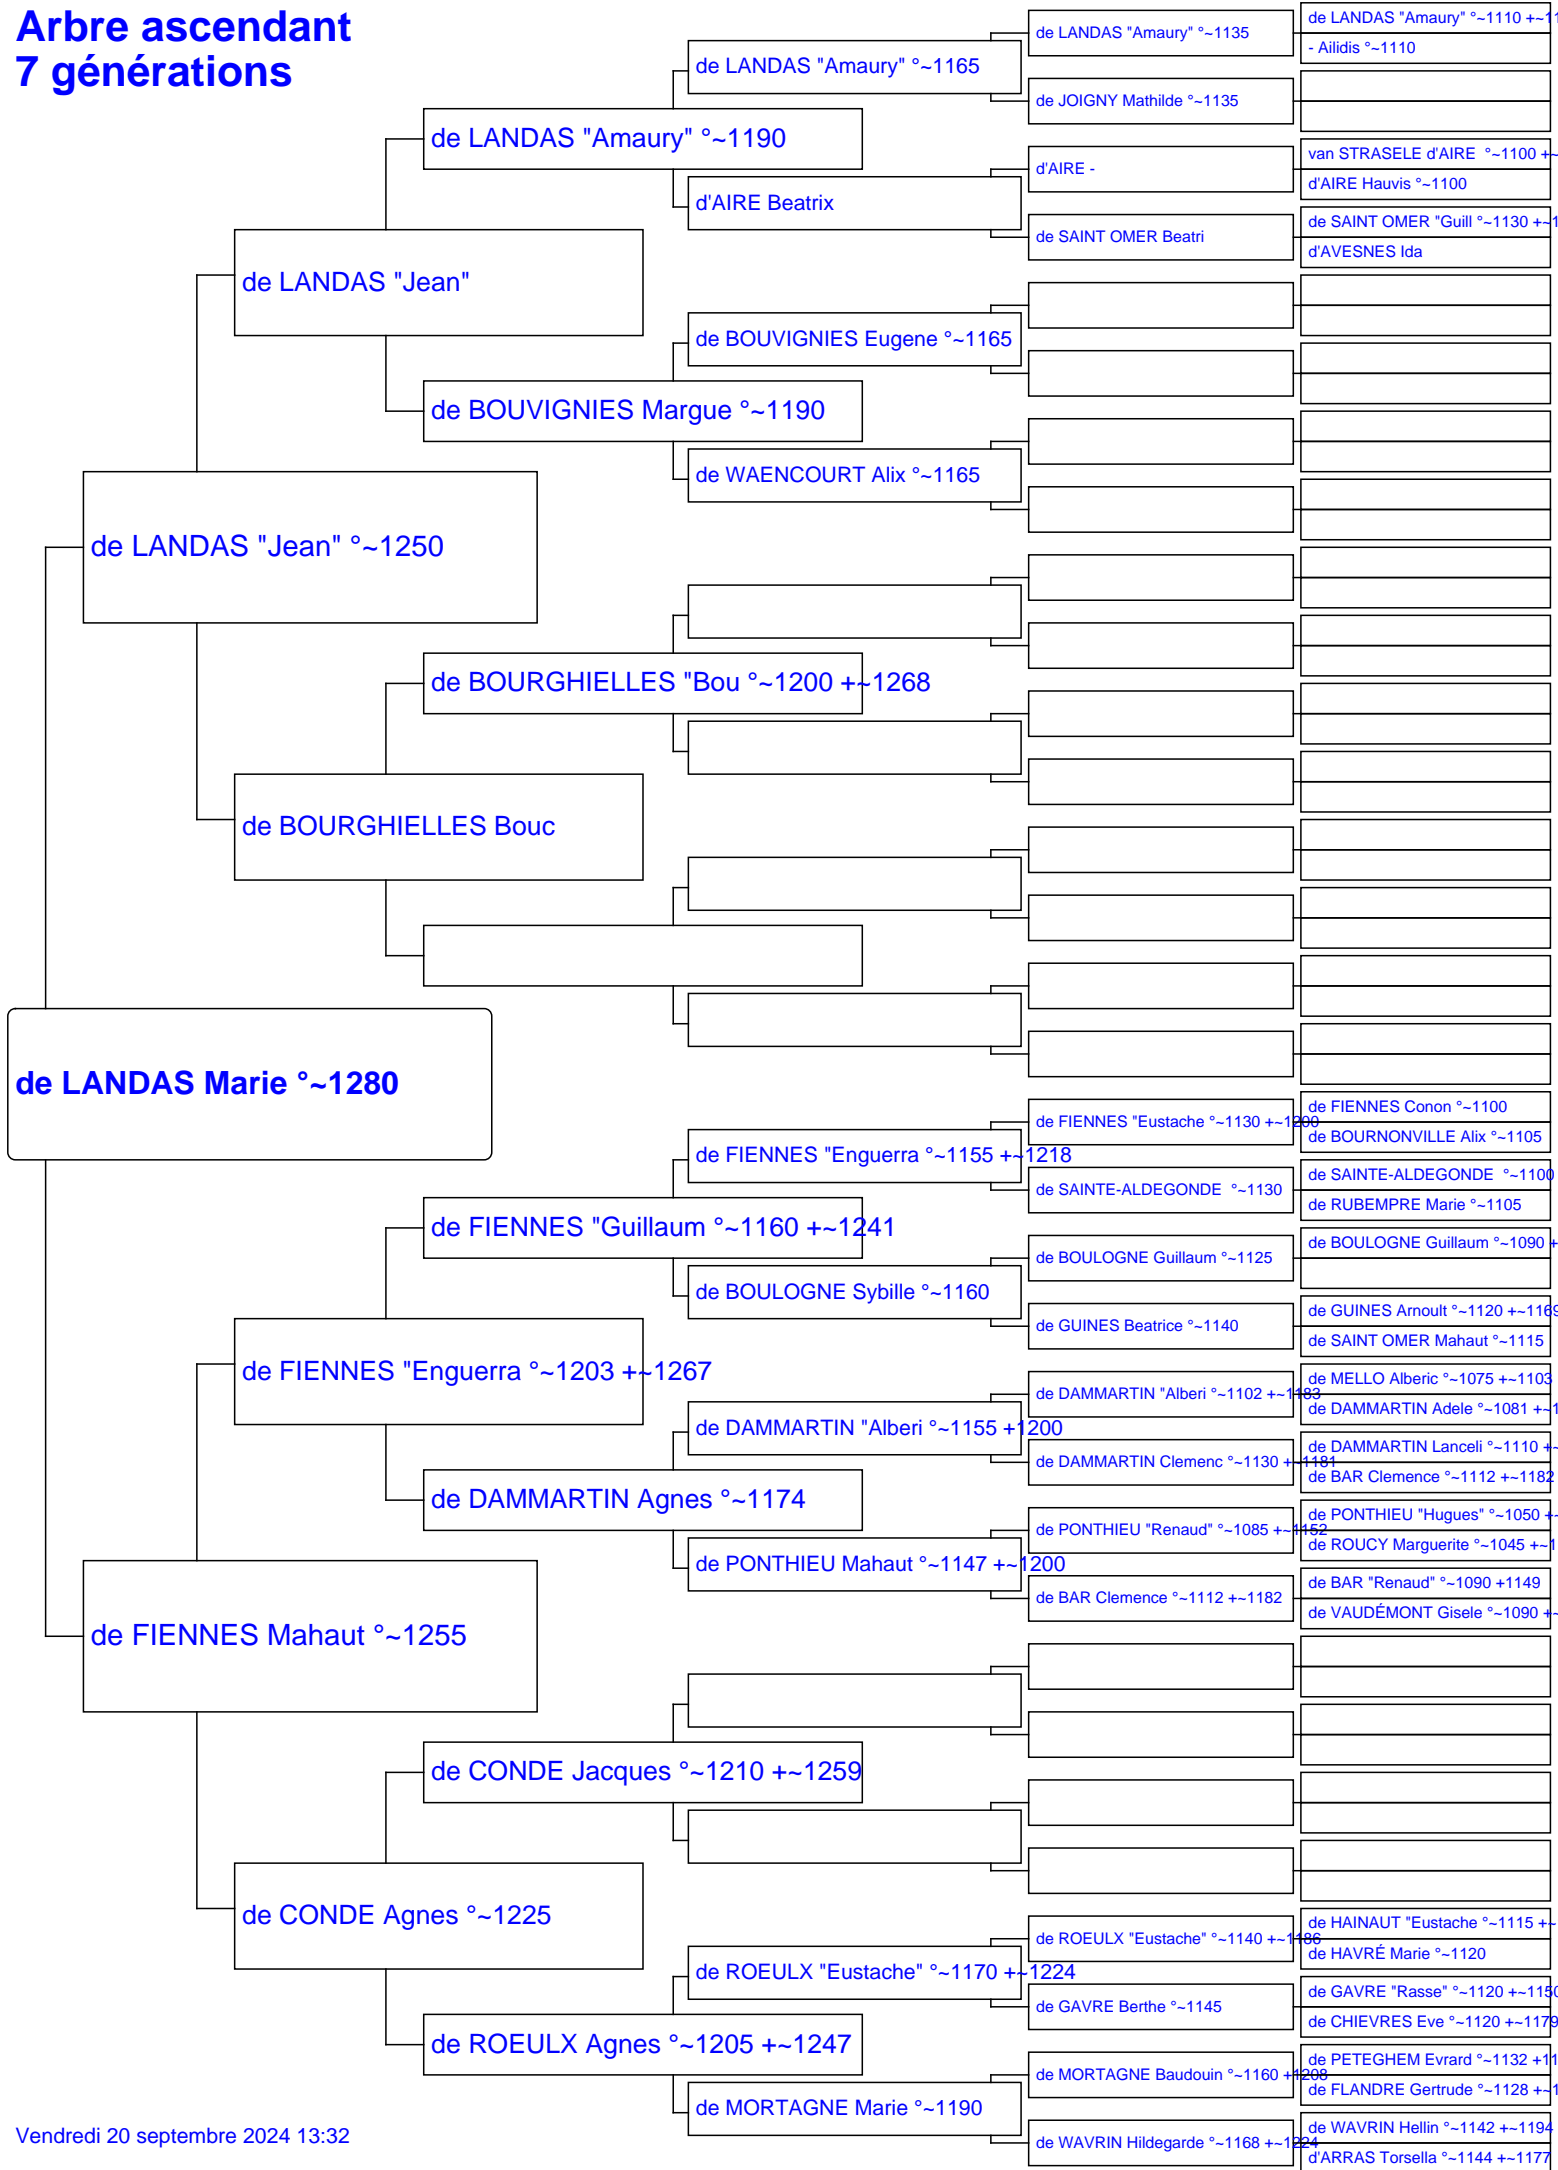 Arbre ascendant
7 générations
de LANDAS Marie °~1280
de LANDAS "Jean" °~1250
de FIENNES Mahaut °~1255
de LANDAS "Jean"
de BOURGHIELLES Bouc
de FIENNES "Enguerra °~1203 +~1267
de CONDE Agnes °~1225
de LANDAS "Amaury" °~1190
de BOUVIGNIES Margue °~1190
de BOURGHIELLES "Bou °~1200 +~1268
de FIENNES "Guillaum °~1160 +~1241
de DAMMARTIN Agnes °~1174
de CONDE Jacques °~1210 +~1259
de ROEULX Agnes °~1205 +~1247
de LANDAS "Amaury" °~1165
d'AIRE Beatrix
de BOUVIGNIES Eugene °~1165
de WAENCOURT Alix °~1165
de FIENNES "Enguerra °~1155 +~1218
de BOULOGNE Sybille °~1160
de DAMMARTIN "Alberi °~1155 +1200
de PONTHIEU Mahaut °~1147 +~1200
de ROEULX "Eustache" °~1170 +~1224
de MORTAGNE Marie °~1190
de LANDAS "Amaury" °~1135
de JOIGNY Mathilde °~1135
d'AIRE -
de SAINT OMER Beatri
de FIENNES "Eustache °~1130 +~1200
de SAINTE-ALDEGONDE °~1130
de BOULOGNE Guillaum °~1125
de GUINES Beatrice °~1140
de DAMMARTIN "Alberi °~1102 +~1183
de DAMMARTIN Clemenc °~1130 +~1181
de PONTHIEU "Renaud" °~1085 +~1152
de BAR Clemence °~1112 +~1182
de ROEULX "Eustache" °~1140 +~1186
de GAVRE Berthe °~1145
de MORTAGNE Baudouin °~1160 +1208
de WAVRIN Hildegarde °~1168 +~1224
de LANDAS "Amaury" °~1110 +~11
- Ailidis °~1110
van STRASELE d'AIRE °~1100 +~
d'AIRE Hauvis °~1100
de SAINT OMER "Guill °~1130 +~1
d'AVESNES Ida
de FIENNES Conon °~1100
de BOURNONVILLE Alix °~1105
de SAINTE-ALDEGONDE °~1100
de RUBEMPRE Marie °~1105
de BOULOGNE Guillaum °~1090 +
de GUINES Arnoult °~1120 +~1169
de SAINT OMER Mahaut °~1115
de MELLO Alberic °~1075 +~1103
de DAMMARTIN Adele °~1081 +~1
de DAMMARTIN Lanceli °~1110 +~
de BAR Clemence °~1112 +~1182
de PONTHIEU "Hugues" °~1050 +~
de ROUCY Marguerite °~1045 +~1
de BAR "Renaud" °~1090 +1149
de VAUDÉMONT Gisele °~1090 +~
de HAINAUT "Eustache °~1115 +~
de HAVRÉ Marie °~1120
de GAVRE "Rasse" °~1120 +~1150
de CHIEVRES Eve °~1120 +~1179
de PETEGHEM Evrard °~1132 +11
de FLANDRE Gertrude °~1128 +~1
de WAVRIN Hellin °~1142 +~1194
d'ARRAS Torsella °~1144 +~1177
Vendredi 20 septembre 2024 13:32